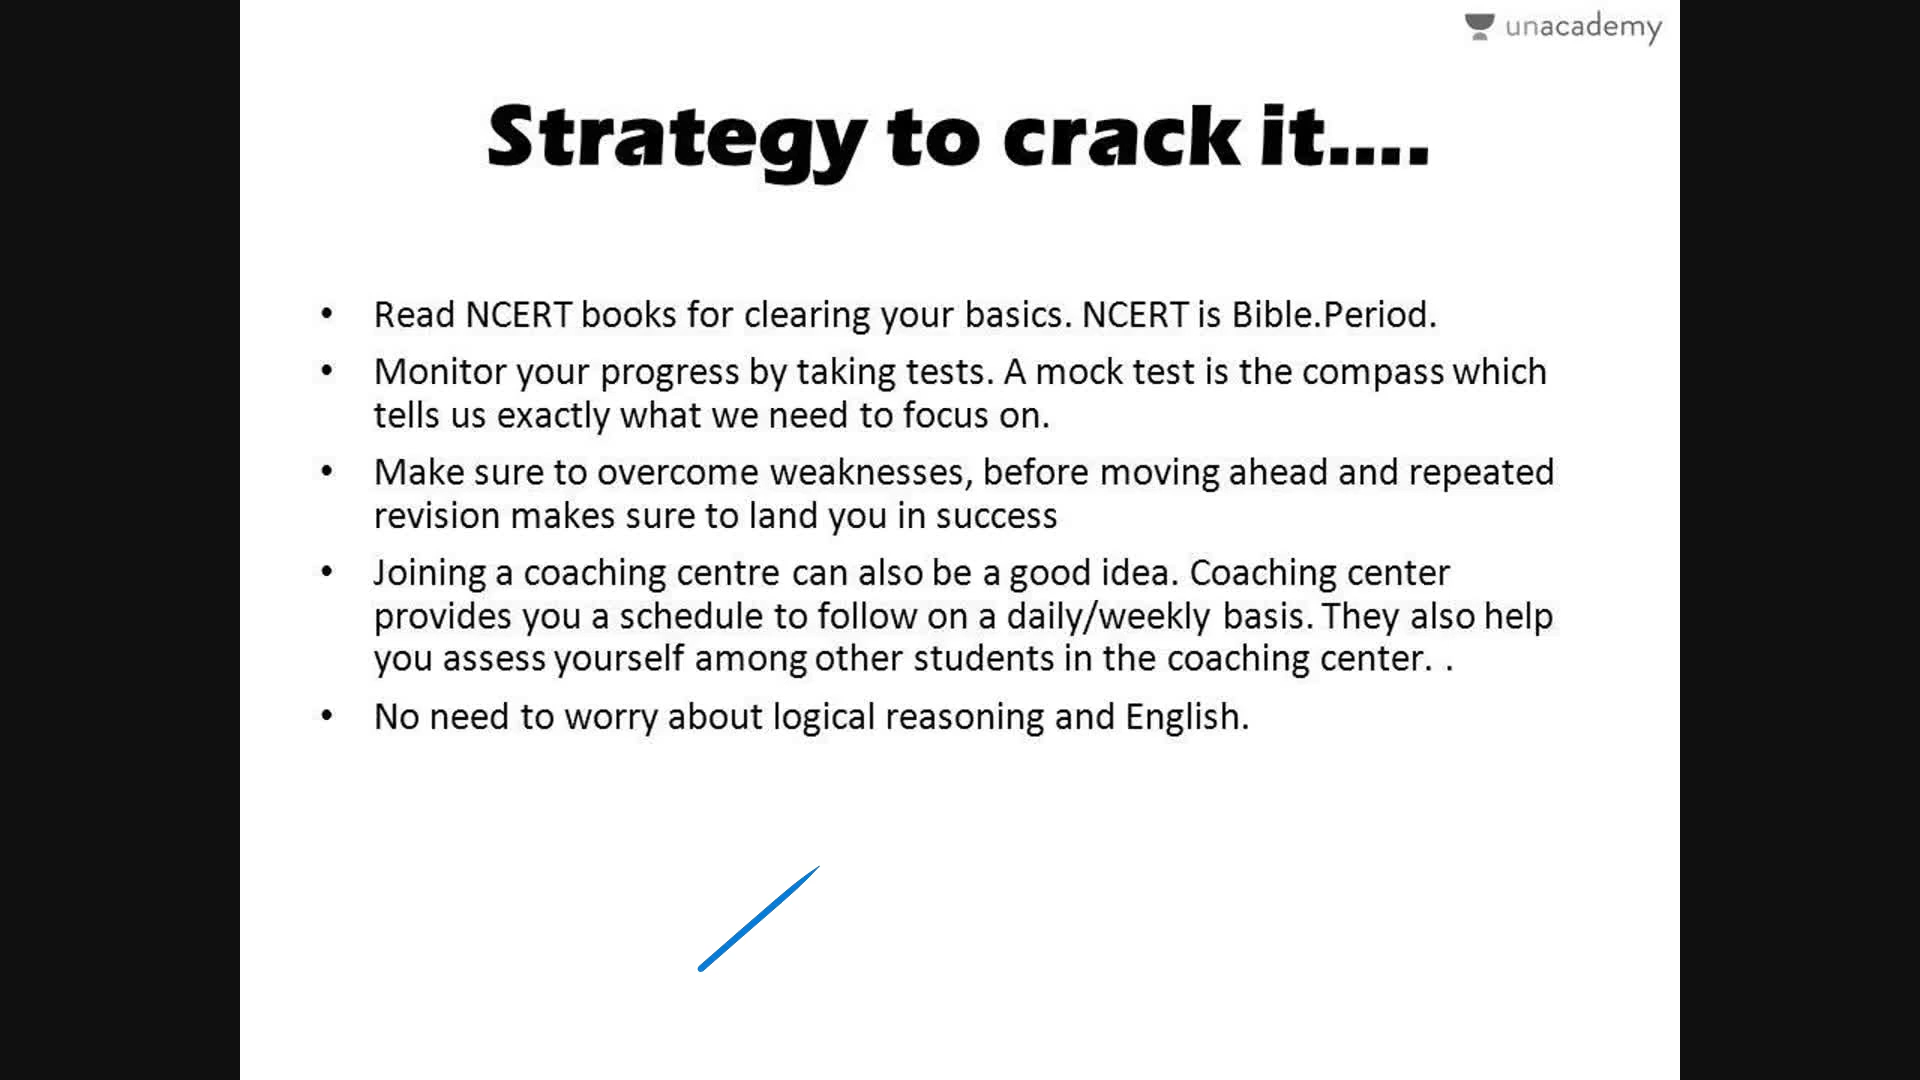 unacademy
Strategy to crack it....
• Read NCERT books for clearing your basics. NCERT is Bible.Period.
• Monitor your progress by taking tests. A mock test is the compass which
tells us exactly what we need to focus on.
• Make sure to overcome weaknesses, before moving ahead and repeated
revision makes sure to land you in success
• Joining a coaching centre can also be a good idea. Coaching center
provides you a schedule to follow on a daily/weekly basis. They also help
you assess yourself among other students in the coaching center. .
• No need to worry about logical reasoning and English.